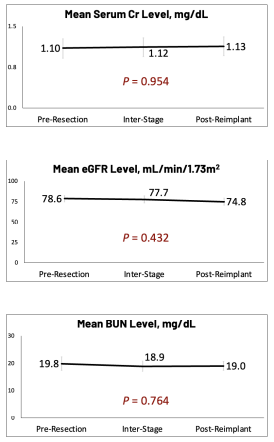 Mean Serum Cr Level, mg/dL
1.5
1.10 1.12 1.13
0.8
P = 0.954
0.0
Pre-Resection Inter-Stage Post-Reimplant
Mean eGFR Level, mL/min/1.73m²
100
78.6 77.7 74.8
75
50
P = 0.432
25
0
Pre-Resection Inter-Stage Post-Reimplant
Mean BUN Level, mg/dL
30
19.8 18.9 19.0
20
10
P = 0.764
0
Pre-Resection Inter-Stage Post-Reimplant